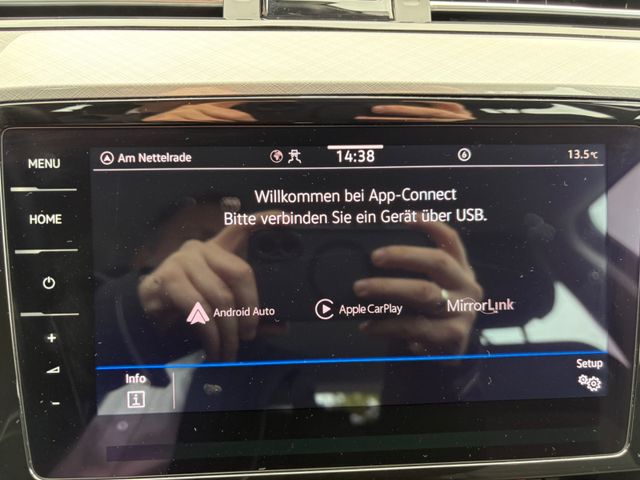 MENU
HOME
+
-
Am Nettelrade
14:38
6
13.5°C
Willkommen bei App-Connect
Bitte verbinden Sie ein Gerät über USB.
Android Auto
Apple CarPlay
MirrorLink
Info
i
Setup